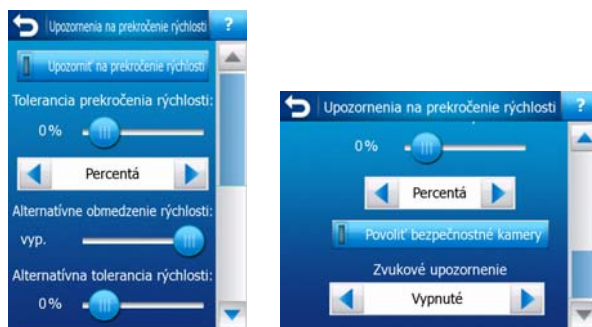 Upozornenia na prekročenie rýchlosti ?
Upozorniť na prekročenie rýchlosti
Tolerancia prekročenia rýchlosti:
0%
Percentá
Alternatívne obmedzenie rýchlosti:
vyp.
Alternatívna tolerancia rýchlosti:
0%
Upozornenia na prekročenie rýchlosti ?
0%
Percentá
Povoliť bezpečnostné kamery
Zvukové upozornenie
Vypnuté